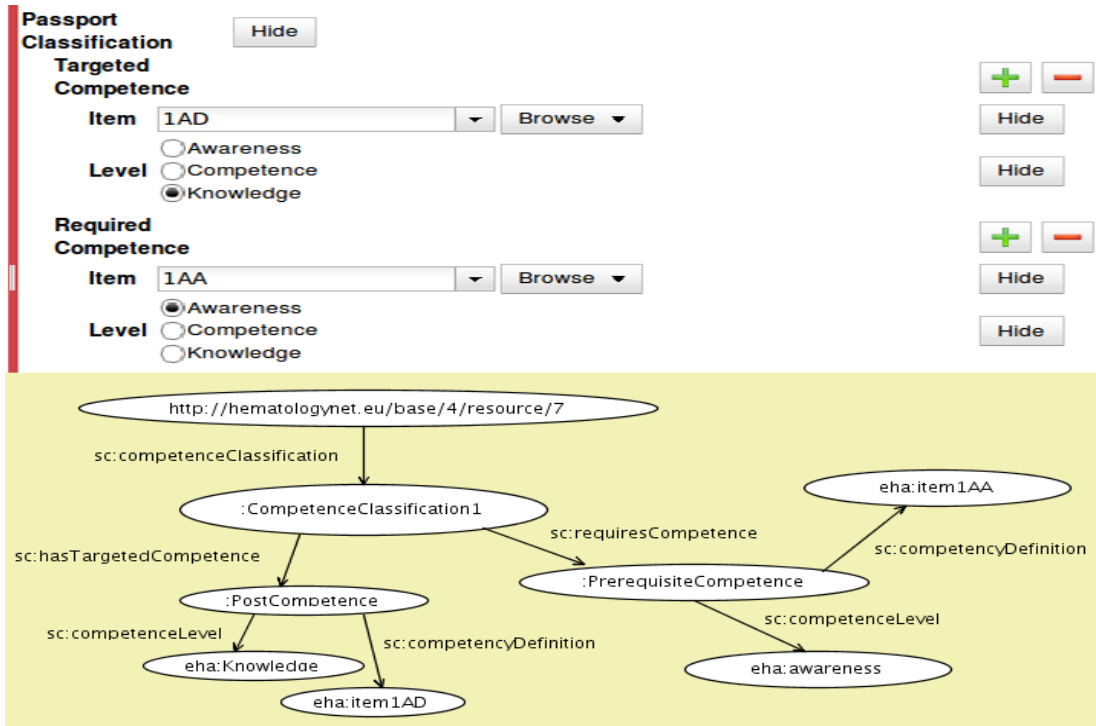 Passport
Classification
Hide
Targeted
Competence
Item
1AD
Browse
Hide
Awareness
Level
Competence
Hide
Knowledge
Required
Competence
Item
1AA
Browse
Hide
Awareness
Level
Competence
Hide
Knowledge
http://hematologynet.eu/base/4/resource/7
sc:competenceClassification
eha:item1AA
:CompetenceClassification1
sc:requiresCompetence
sc:hasTargetedCompetence
sc:competencyDefinition
:PrerequisiteCompetence
:PostCompetence
sc:competenceLevel
sc:competenceLevel
sc:competencyDefinition
eha:Knowledge
eha:awareness
eha:item1AD